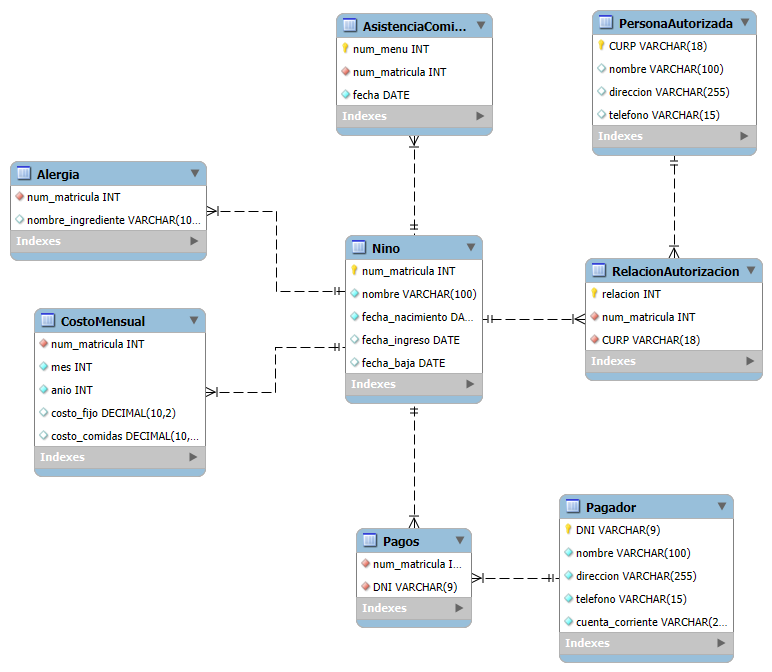 AsistenciaComi...
num_menu INT
num_matricula INT
fecha DATE
Indexes
PersonaAutorizada
CURP VARCHAR(18)
nombre VARCHAR(100)
direccion VARCHAR(255)
telefono VARCHAR(15)
Indexes
Alergia
num_matricula INT
nombre_ingrediente VARCHAR(10...
Indexes
Nino
num_matricula INT
nombre VARCHAR(100)
fecha_nacimiento DA...
fecha_ingreso DATE
fecha_baja DATE
Indexes
RelacionAutorizacion
relacion INT
num_matricula INT
CURP VARCHAR(18)
Indexes
CostoMensual
num_matricula INT
mes INT
anio INT
costo_fijo DECIMAL(10,2)
costo_comidas DECIMAL(10,...
Indexes
Pagos
num_matricula I...
DNI VARCHAR(9)
Indexes
Pagador
DNI VARCHAR(9)
nombre VARCHAR(100)
direccion VARCHAR(255)
telefono VARCHAR(15)
cuenta_corriente VARCHAR(2...
Indexes